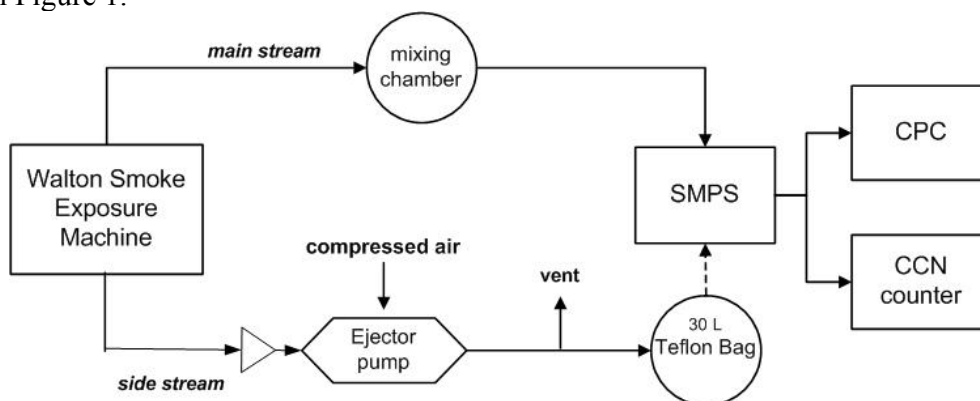 n Figure 1.
main stream
mixing
chamber
CPC
Walton Smoke
Exposure
Machine
SMPS
compressed air
vent
CCN
counter
Ejector
pump
30 L
Teflon Bag
side stream